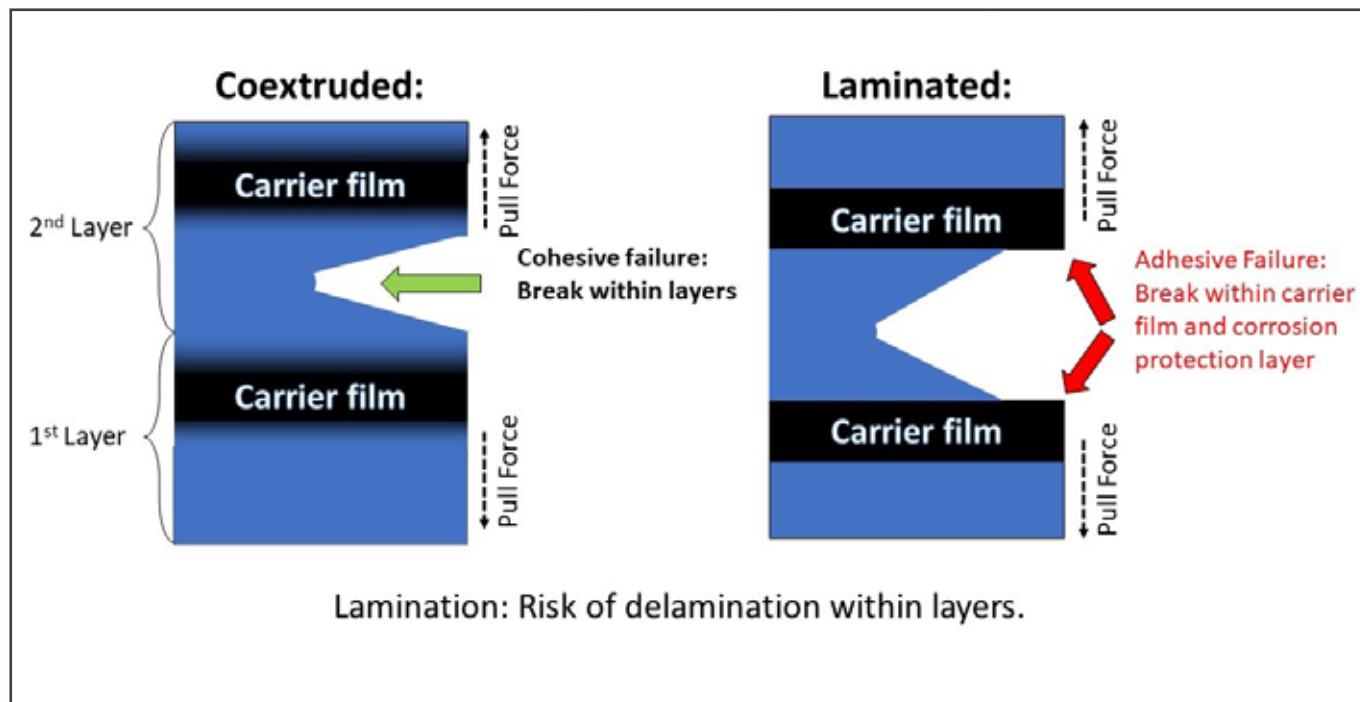 Coextruded:
Carrier film
Pull Force
2nd Layer
Cohesive failure:
Break within layers
Carrier film
1st Layer
Pull Force
Laminated:
Pull Force
Carrier film
Adhesive Failure:
Break within carrier
film and corrosion
protection layer
Carrier film
Pull Force
Lamination: Risk of delamination within layers.